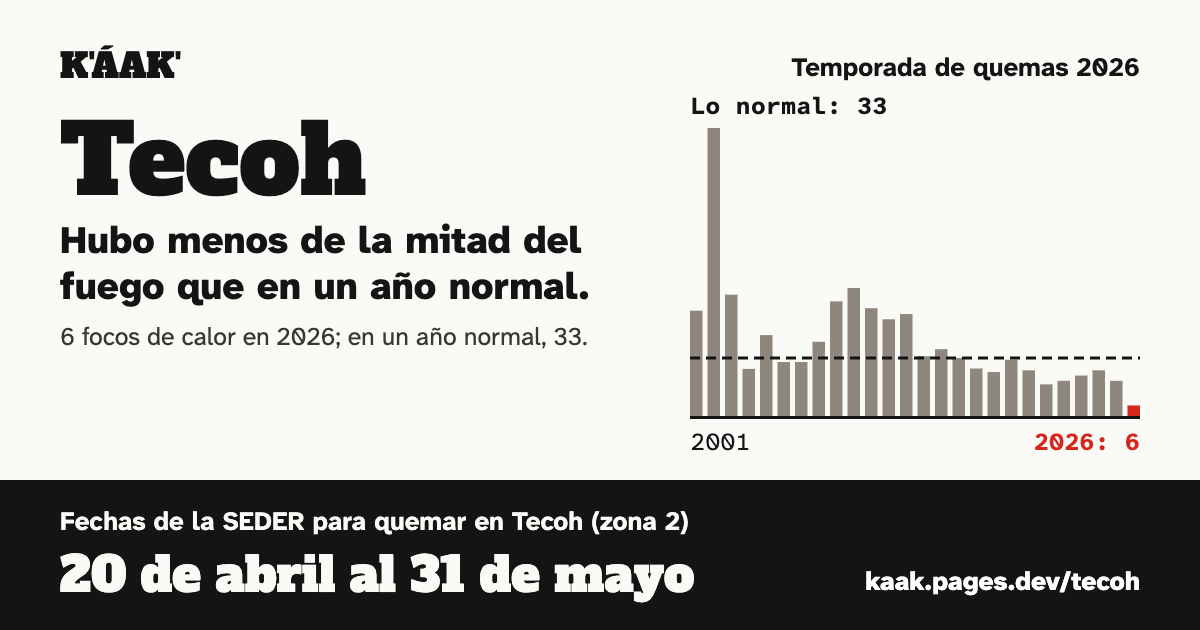 K'ÁAK'
Tecoh
Hubo menos de la mitad del
fuego que en un año normal.
6 focos de calor en 2026; en un año normal, 33.
Temporada de quemas 2026
Lo normal: 33
2001
2026: 6
Fechas de la SEDER para quemar en Tecoh (zona 2)
20 de abril al 31 de mayo
kaak.pages.dev/tecoh